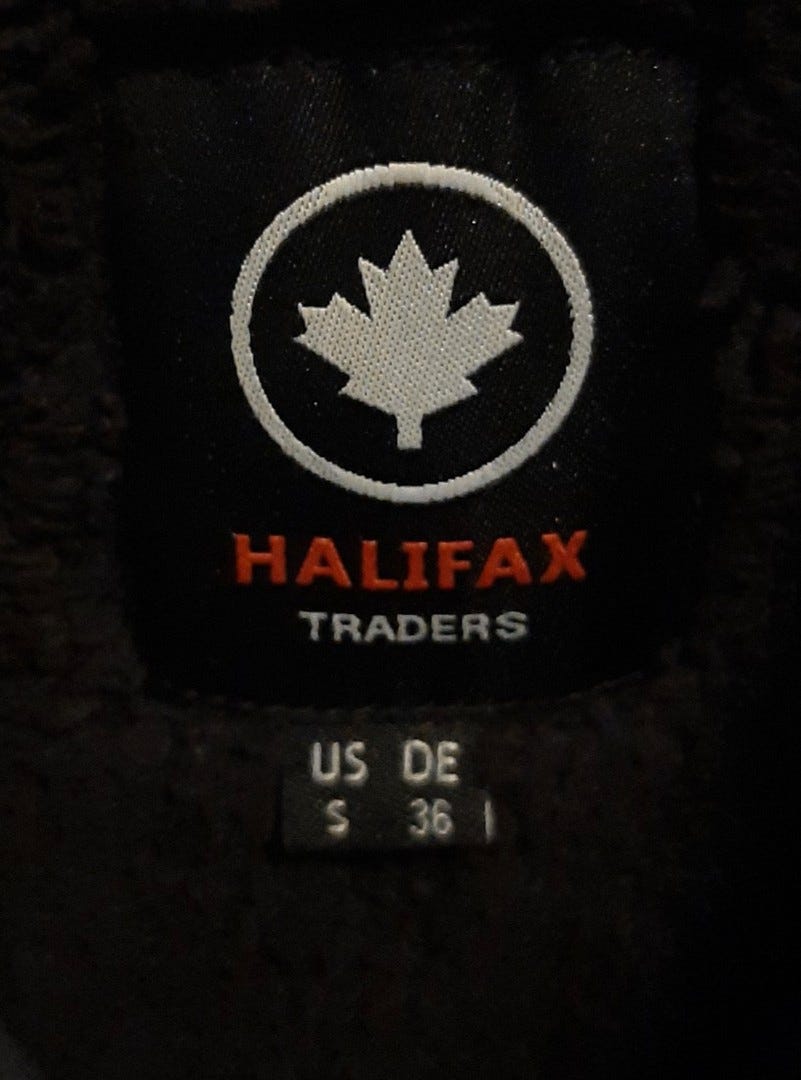 HALIFAX
TRADERS
US DE
S 36